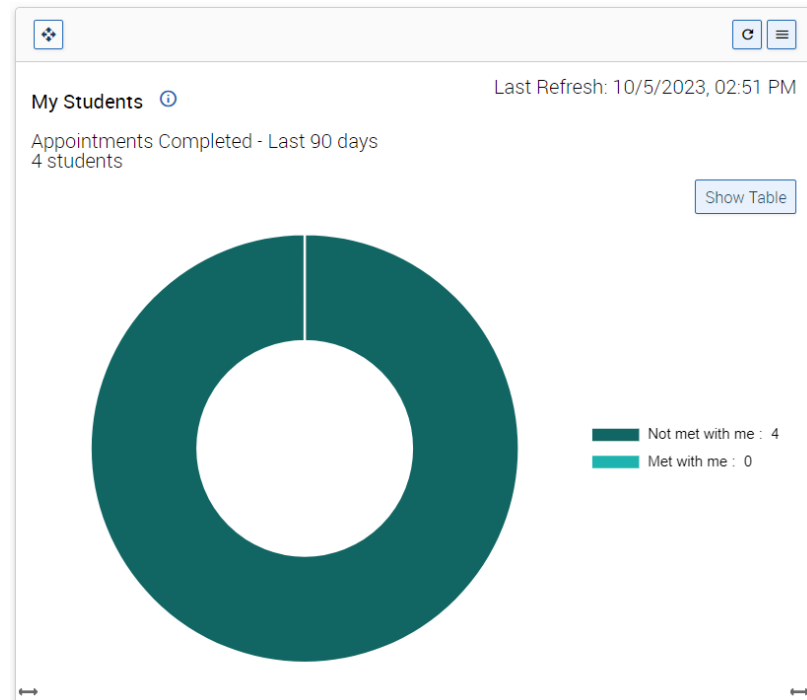 Last Refresh: 10/5/2023, 02:51 PM
My Students
Appointments Completed - Last 90 days
4 students
Show Table
Not met with me : 4
Met with me : 0